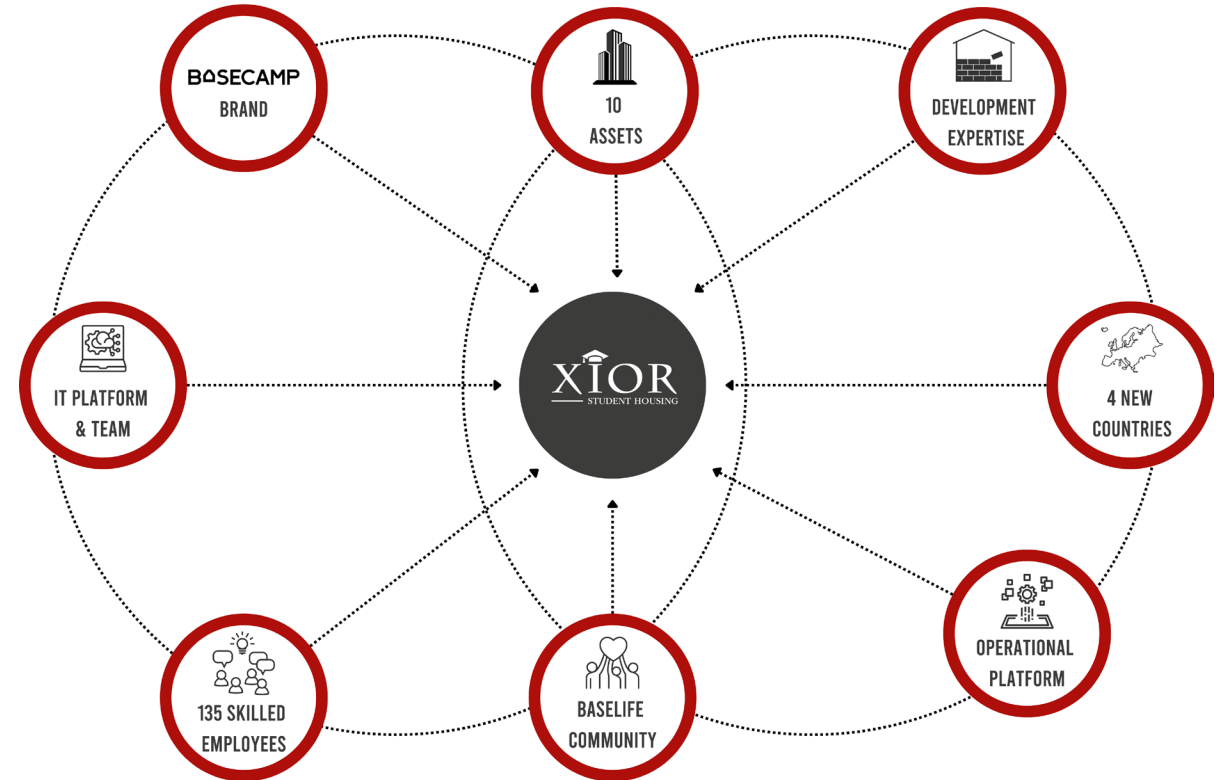 BASECAMP
BRAND
10
ASSETS
DEVELOPMENT
EXPERTISE
IT PLATFORM
& TEAM
XIOR
STUDENT HOUSING
4 NEW
COUNTRIES
135 SKILLED
EMPLOYEES
BASELIFE
COMMUNITY
OPERATIONAL
PLATFORM